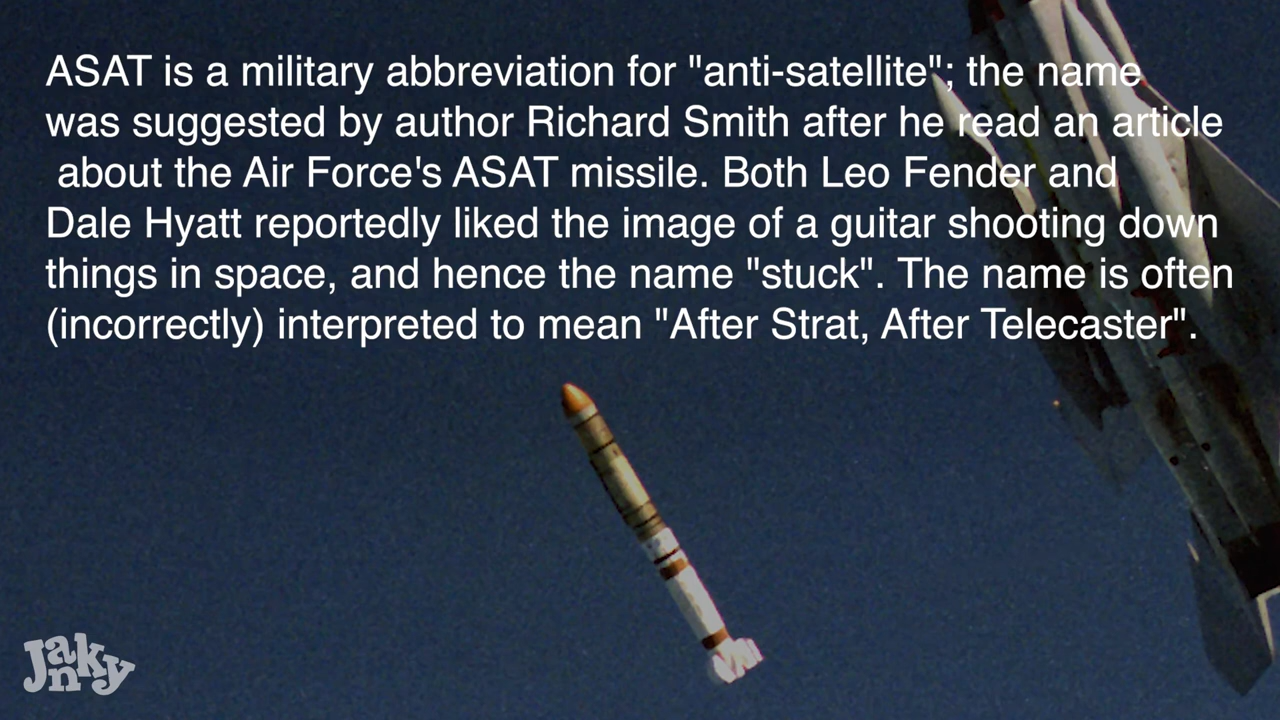 ASAT is a military abbreviation for "anti-satellite"; the name
was suggested by author Richard Smith after he read an article
about the Air Force's ASAT missile. Both Leo Fender and
Dale Hyatt reportedly liked the image of a guitar shooting down
things in space, and hence the name "stuck". The name is often
(incorrectly) interpreted to mean "After Strat, After Telecaster".
Janky